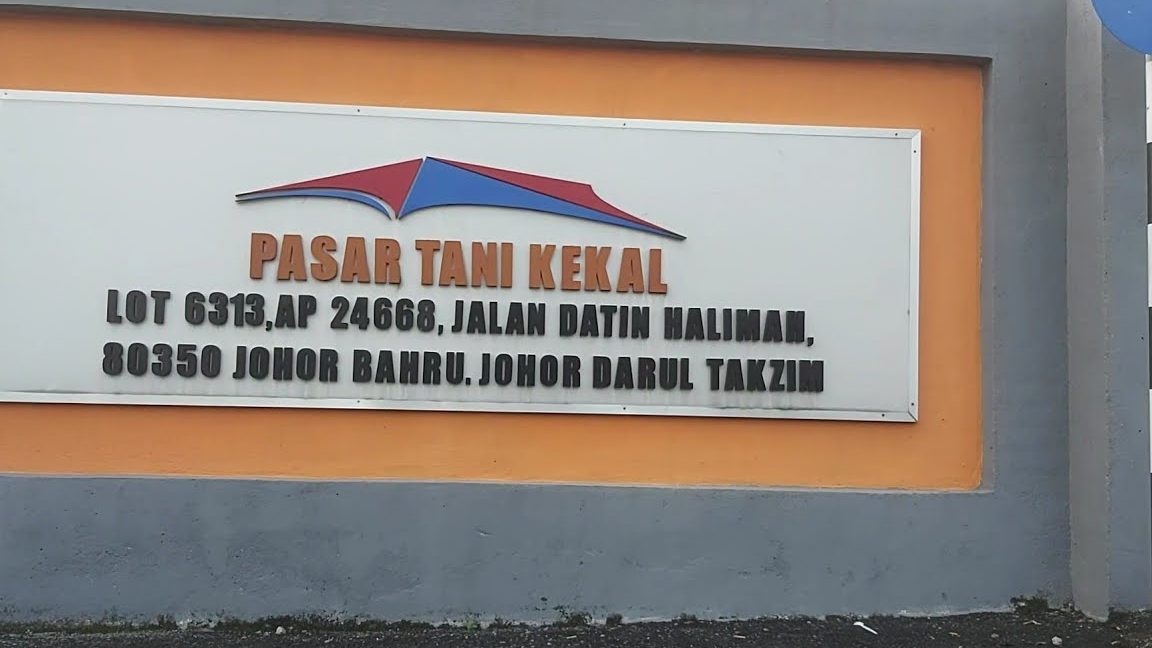 PASAR TANI KEKAL
LOT 6313,AP 24668, JALAN DATIN HALIMAH,
80350 JOHOR BAHRU. JOHOR DARUL TAKZIM